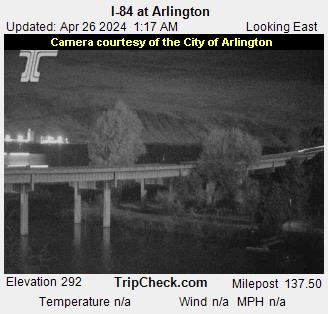 I-84 at Arlington
Updated: Apr 26 2024 1:17 AM Looking East
Camera courtesy of the City of Arlington
Elevation 292 TripCheck.com Milepost 137.50
Temperature n/a Wind n/a MPH n/a